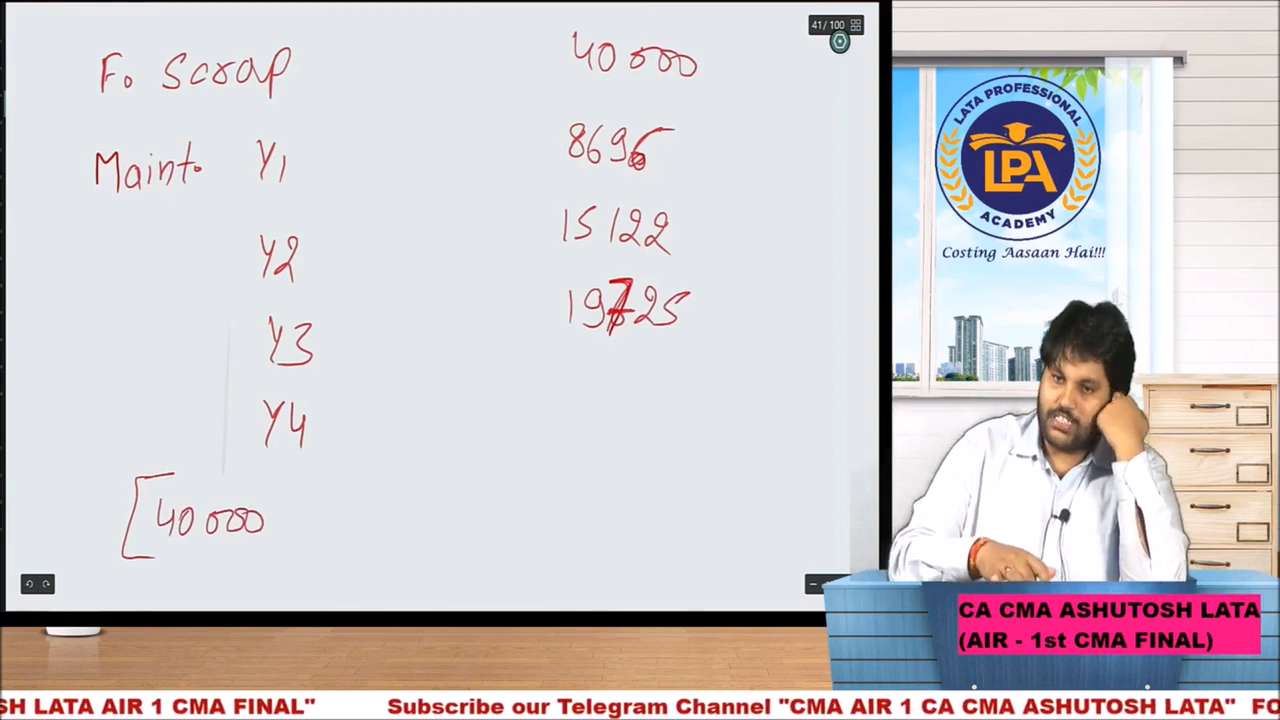 41/100
Fo Scrap 40000
Maint. Y1 8696
Y2 15122
Y3 19725
Y4
[40000
LATA PROFESSIONAL
LPA
ACADEMY
Costing Aasaan Hai!!!
CA CMA ASHUTOSH LATA
(AIR - 1st CMA FINAL)
SH LATA AIR 1 CMA FINAL" Subscribe our Telegram Channel "CMA AIR 1 CA CMA ASHUTOSH LATA" FO